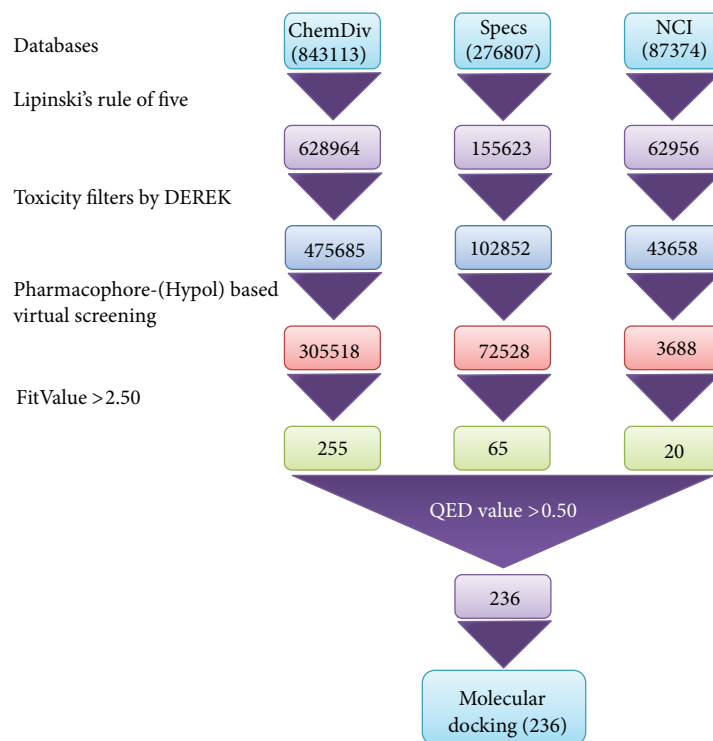 Databases
ChemDiv
(843113)
Specs
(276807)
NCI
(87374)
Lipinski's rule of five
628964
155623
62956
Toxicity filters by DEREK
475685
102852
43658
Pharmacophore-(Hypol) based
virtual screening
305518
72528
3688
FitValue >2.50
255
65
20
QED value >0.50
236
Molecular
docking (236)